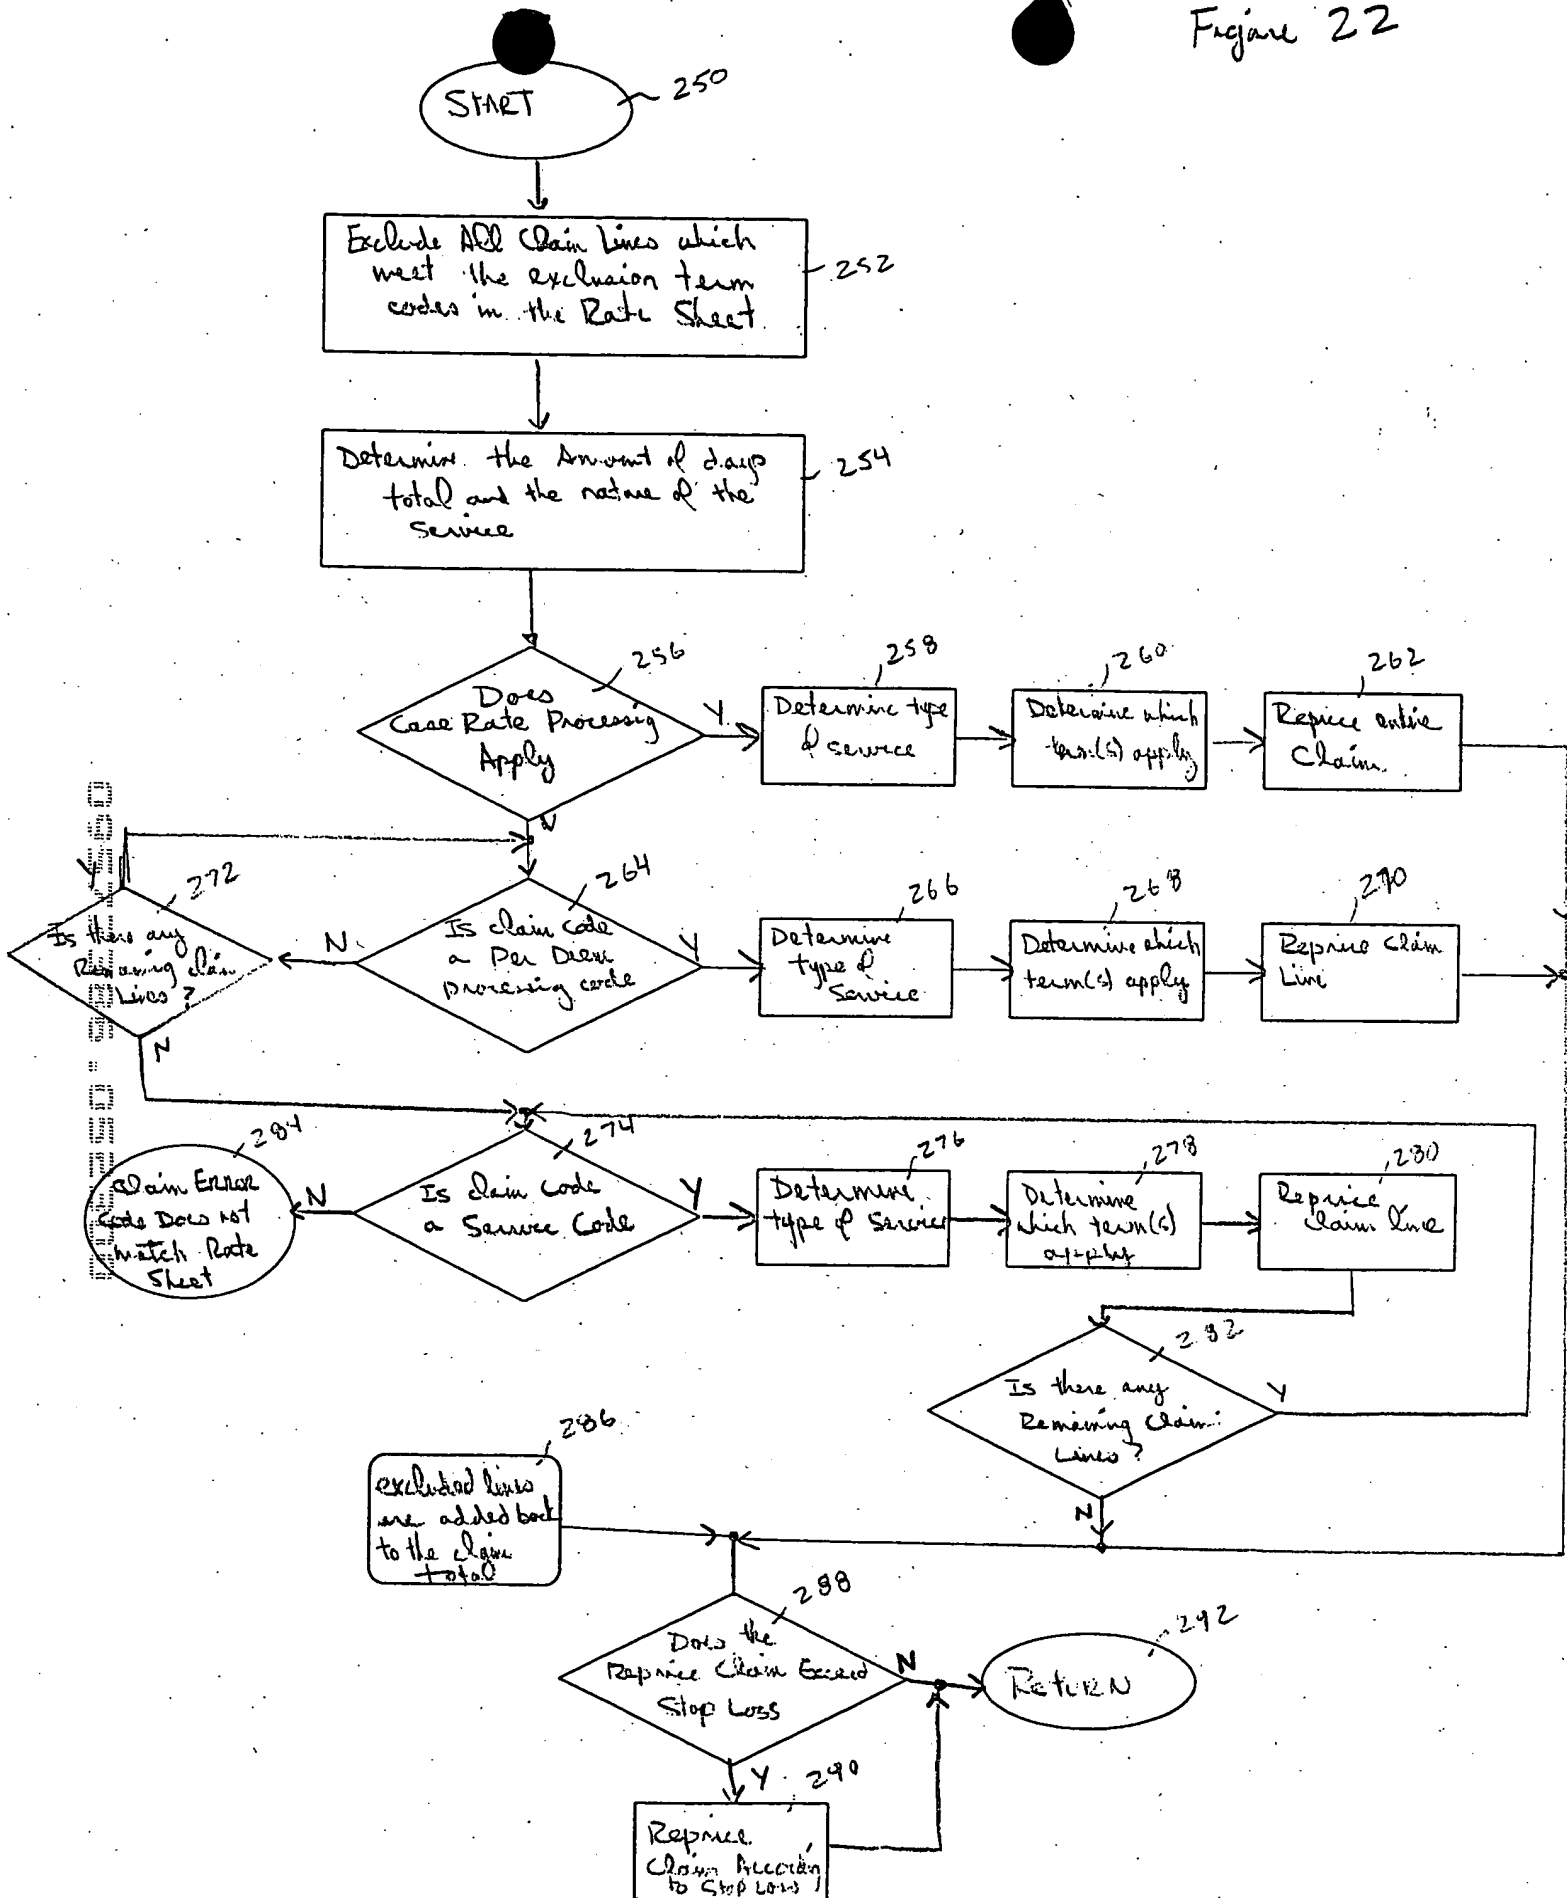 Figure 22
START
250
Exclude All Claim Lines which
meet the exclusion term
codes in the Rate Sheet
252
Determine the Amount of days
total and the nature of the
Service
254
Does
Case Rate Processing
Apply
256
Y
Determine type
of service
258
Determine which
term(s) apply
260
Reprice entire
Claim
262
N
Is there any
Remaining claim
Lines?
272
Y
N
N
Is claim code
a Per Diem
processing code
264
Y
Determine
type of
Service
266
Determine which
term(s) apply
268
Reprice Claim
Line
270
Claim Error
Code Does not
match Rate
Sheet
284
N
Is claim code
a Service Code
274
Y
Determine
type of Service
276
Determine
which term(s)
apply
278
Reprice
claim line
280
Is there any
Remaining Claim
Lines?
282
Y
N
excluded lines
are added back
to the claim
total
286
Does the
Reprice Claim Exceed
Stop Loss
288
N
RETURN
292
Y
290
Reprice
Claim According
to Stop Loss